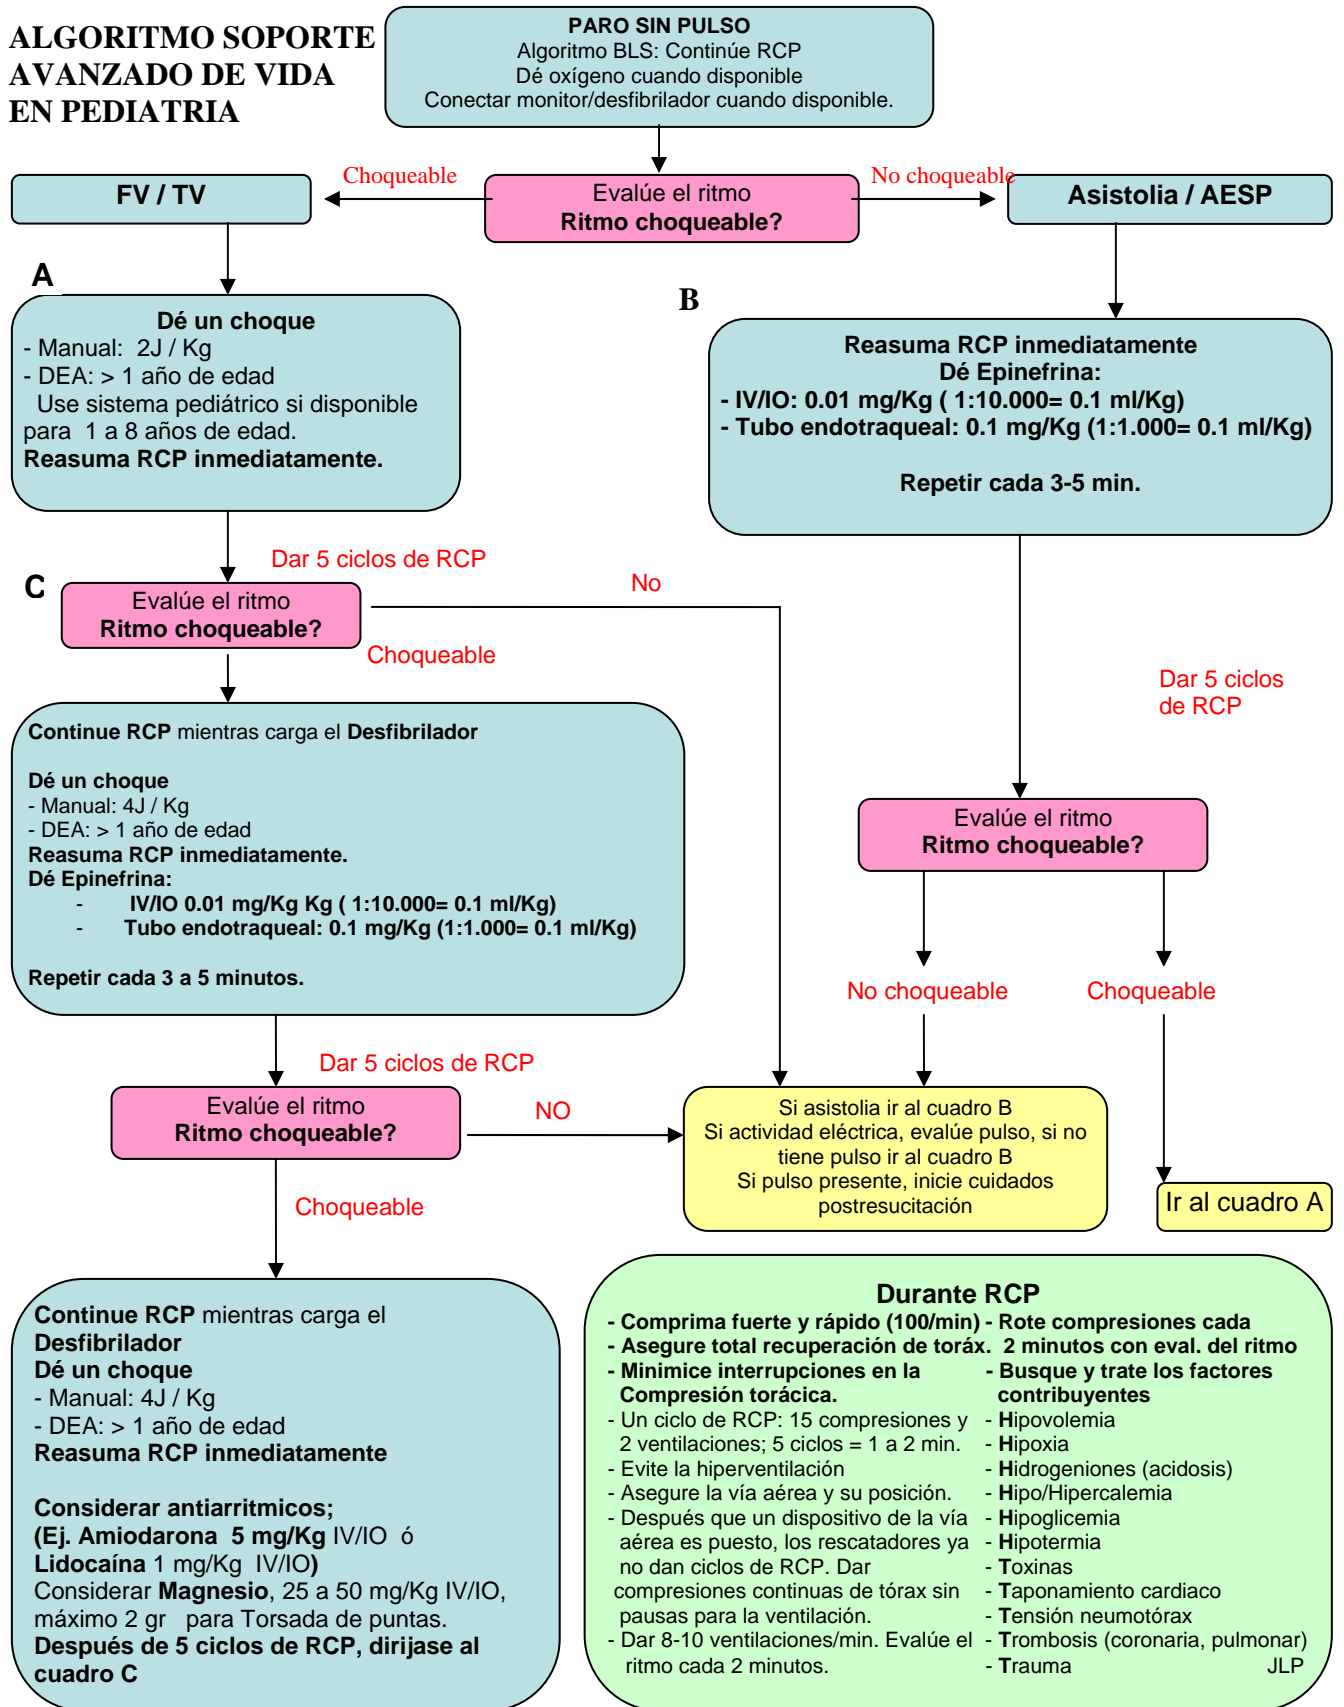 ALGORITMO SOPORTE
AVANZADO DE VIDA
EN PEDIATRIA
PARO SIN PULSO
Algoritmo BLS: Continúe RCP
Dé oxígeno cuando disponible
Conectar monitor/desfibrilador cuando disponible.
Choqueable
No choqueable
FV / TV
Evalúe el ritmo
Ritmo choqueable?
Asistolia / AESP
A
Dé un choque
- Manual: 2J / Kg
- DEA: > 1 año de edad
Use sistema pediátrico si disponible
para 1 a 8 años de edad.
Reasuma RCP inmediatamente.
B
Reasuma RCP inmediatamente
Dé Epinefrina:
- IV/IO: 0.01 mg/Kg ( 1:10.000= 0.1 ml/Kg)
- Tubo endotraqueal: 0.1 mg/Kg (1:1.000= 0.1 ml/Kg)
Repetir cada 3-5 min.
Dar 5 ciclos de RCP
C
Evalúe el ritmo
Ritmo choqueable?
No
Choqueable
Dar 5 ciclos
de RCP
Continue RCP mientras carga el Desfibrilador
Dé un choque
- Manual: 4J / Kg
- DEA: > 1 año de edad
Reasuma RCP inmediatamente.
Dé Epinefrina:
- IV/IO 0.01 mg/Kg Kg ( 1:10.000= 0.1 ml/Kg)
- Tubo endotraqueal: 0.1 mg/Kg (1:1.000= 0.1 ml/Kg)
Repetir cada 3 a 5 minutos.
Evalúe el ritmo
Ritmo choqueable?
No choqueable
Choqueable
Dar 5 ciclos de RCP
Evalúe el ritmo
Ritmo choqueable?
NO
Si asistolia ir al cuadro B
Si actividad eléctrica, evalúe pulso, si no
tiene pulso ir al cuadro B
Si pulso presente, inicie cuidados
postresucitación
Ir al cuadro A
Choqueable
Continue RCP mientras carga el
Desfibrilador
Dé un choque
- Manual: 4J / Kg
- DEA: > 1 año de edad
Reasuma RCP inmediatamente
Considerar antiarritmicos;
(Ej. Amiodarona 5 mg/Kg IV/IO ó
Lidocaína 1 mg/Kg IV/IO)
Considerar Magnesio, 25 a 50 mg/Kg IV/IO,
máximo 2 gr para Torsada de puntas.
Después de 5 ciclos de RCP, dirijase al
cuadro C
Durante RCP
- Comprima fuerte y rápido (100/min)
- Asegure total recuperación de toráx.
- Minimice interrupciones en la
Compresión torácica.
- Un ciclo de RCP: 15 compresiones y
2 ventilaciones; 5 ciclos = 1 a 2 min.
- Evite la hiperventilación
- Asegure la vía aérea y su posición.
- Después que un dispositivo de la vía
aérea es puesto, los rescatadores ya
no dan ciclos de RCP. Dar
compresiones continuas de tórax sin
pausas para la ventilación.
- Dar 8-10 ventilaciones/min. Evalúe el
ritmo cada 2 minutos.
- Rote compresiones cada
2 minutos con eval. del ritmo
- Busque y trate los factores
contribuyentes
- Hipovolemia
- Hipoxia
- Hidrogeniones (acidosis)
- Hipo/Hipercalemia
- Hipoglicemia
- Hipotermia
- Toxinas
- Taponamiento cardiaco
- Tensión neumotórax
- Trombosis (coronaria, pulmonar)
- Trauma JLP